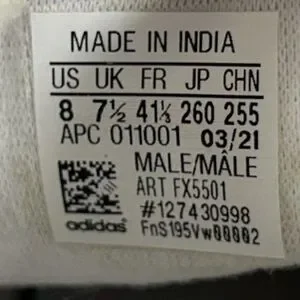 MADE IN INDIA
US UK FR JP CHN
8 7½ 41⅓ 260 255
APC 011001 03/21
MALE/MÂLE
ART FX5501
#127430998
adidas FnS195Vw00002